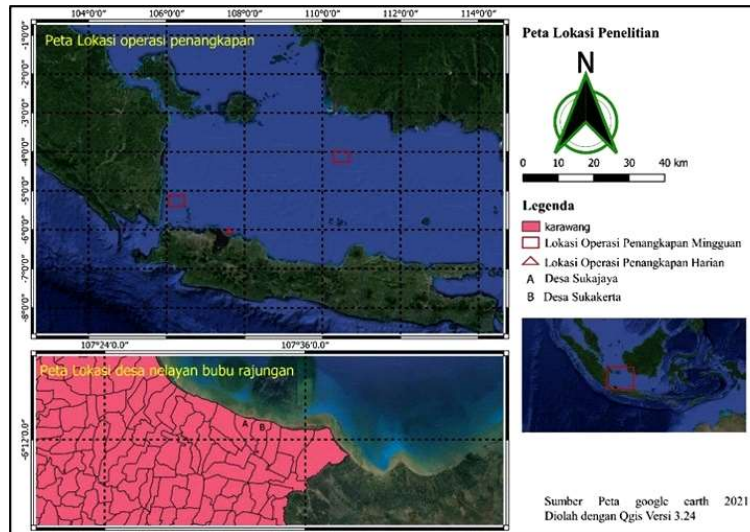 104°0.0' 106°0.0' 108°0.0' 110°0.0' 112°0.0' 114°0.0'
Peta Lokasi operasi penangkapan
-1°0.0'
-2°0.0'
-3°0.0'
-4°0.0'
-5°0.0'
-6°0.0'
-7°0.0'
-8°0.0'
107°24'0.0 107°36'0.0
Peta Lokasi desa nelayan bubu rajungan
A B
-6°12'0.0
Peta Lokasi Penelitian
N
0 10 20 30 40 km
Legenda
karawang
Lokasi Operasi Penangkapan Mingguan
Lokasi Operasi Penangkapan Harian
A Desa Sukajaya
B Desa Sukakerta
Sumber Peta google earth 2021
Diolah dengan Qgis Versi 3.24